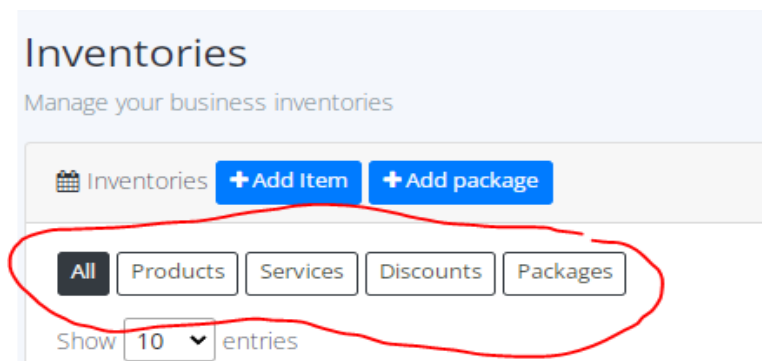 Inventories
Manage your business inventories
Inventories +Add Item +Add package
All Products Services Discounts Packages
Show 10 entries